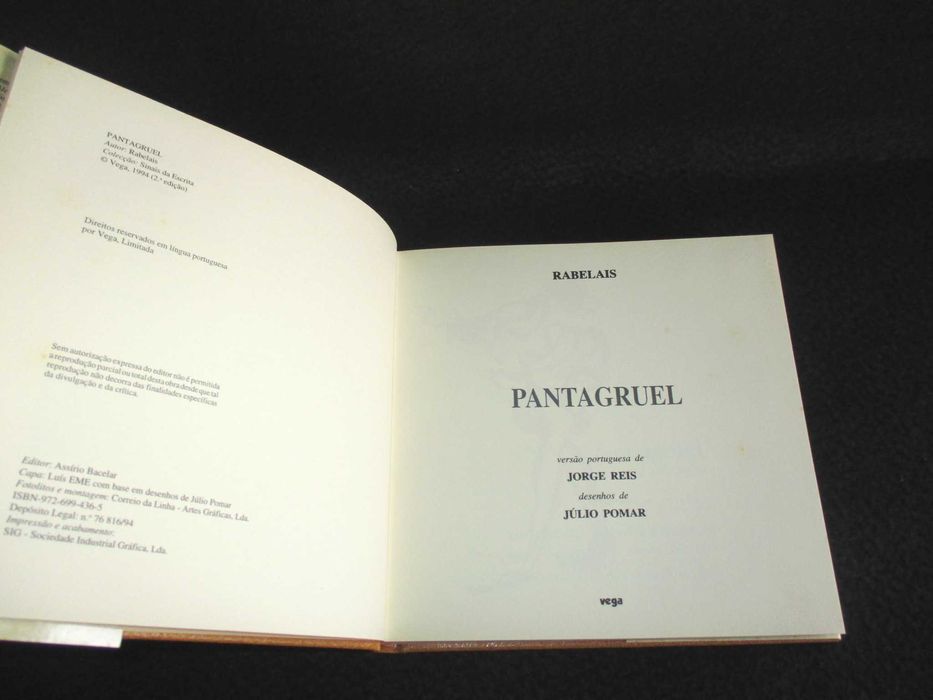 PANTAGRUEL
Autor: Rabelais
Colecção: Sinais da Escrita
© Vega, 1994 (2.ª edição)
Direitos reservados em língua portuguesa
por Vega, Limitada
Sem autorização expressa do editor não é permitida
a reprodução parcial ou total desta obra desde que tal
reprodução não decorra das finalidades específicas
da divulgação e da crítica.
Editor: Assírio Bacelar
Capa: Luís EME com base em desenhos de Júlio Pomar
Fotolitos e montagem: Correio da Linha - Artes Gráficas, Lda.
ISBN-972-699-436-5
Depósito Legal: n.º 76 816/94
Impressão e acabamento:
SIG - Sociedade Industrial Gráfica, Lda.
RABELAIS
PANTAGRUEL
versão portuguesa de
JORGE REIS
desenhos de
JÚLIO POMAR
vega